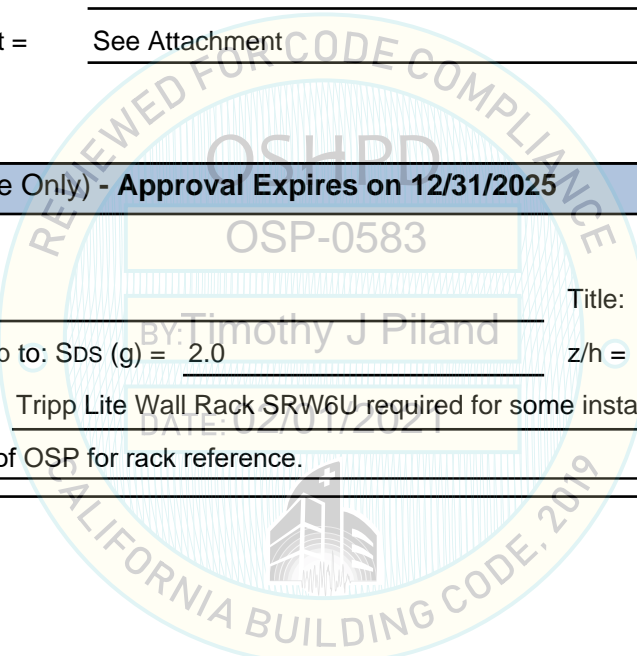 t = See Attachment
REVIEWED FOR CODE COMPLIANCE
OSHPD
e Only) - Approval Expires on 12/31/2025
OSP-0583
Title:
BY: Timothy J Piland
o to: SDS (g) = 2.0 z/h =
Tripp Lite Wall Rack SRW6U required for some insta
DATE: 02/01/2021
of OSP for rack reference.
CALIFORNIA BUILDING CODE, 2019